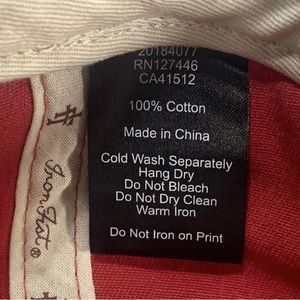 20184077
RN127446
CA41512
100% Cotton
Made in China
Cold Wash Separately
Hang Dry
Do Not Bleach
Do Not Dry Clean
Warm Iron
Do Not Iron on Print
Iron Fist®